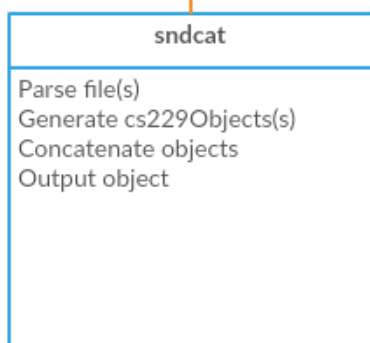 sndcat
Parse file(s)
Generate cs229Objects(s)
Concatenate objects
Output object